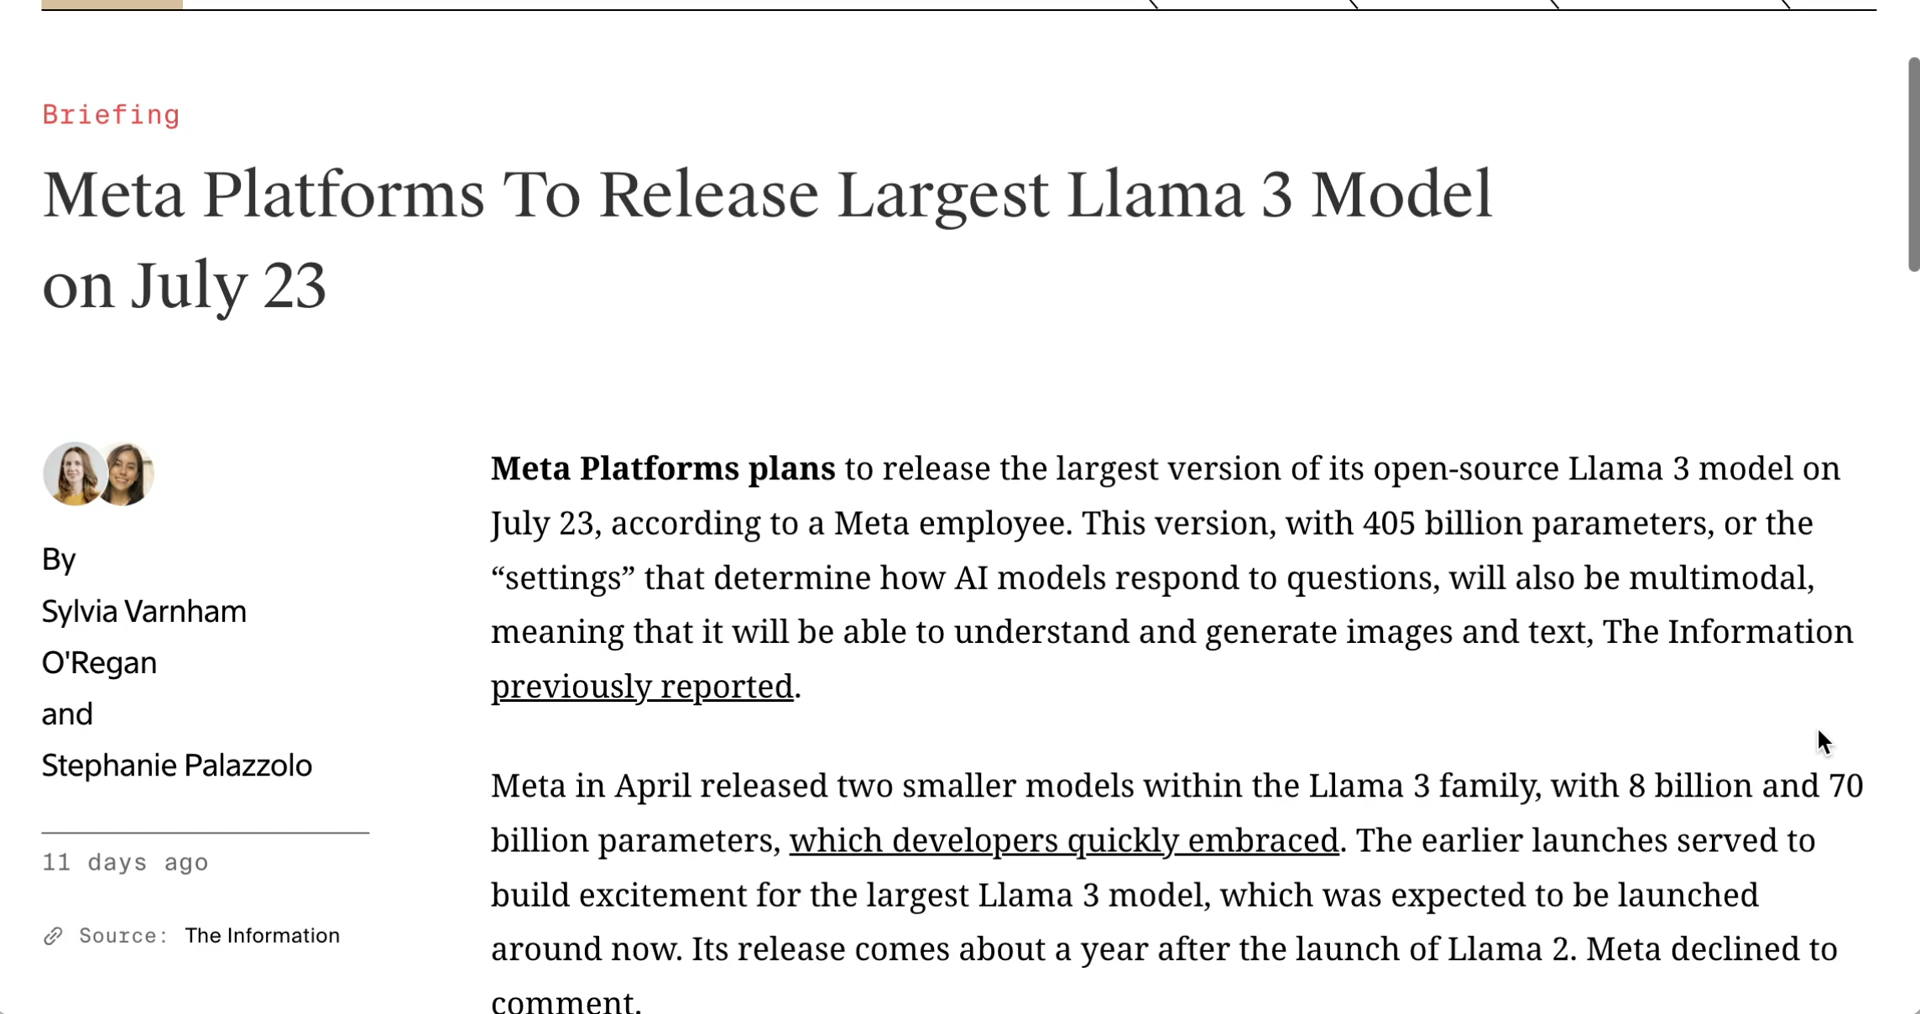 Briefing
Meta Platforms To Release Largest Llama 3 Model
on July 23
By
Sylvia Varnham
O'Regan
and
Stephanie Palazzolo
11 days ago
Source: The Information
Meta Platforms plans to release the largest version of its open-source Llama 3 model on
July 23, according to a Meta employee. This version, with 405 billion parameters, or the
“settings” that determine how AI models respond to questions, will also be multimodal,
meaning that it will be able to understand and generate images and text, The Information
previously reported.
Meta in April released two smaller models within the Llama 3 family, with 8 billion and 70
billion parameters, which developers quickly embraced. The earlier launches served to
build excitement for the largest Llama 3 model, which was expected to be launched
around now. Its release comes about a year after the launch of Llama 2. Meta declined to
comment.